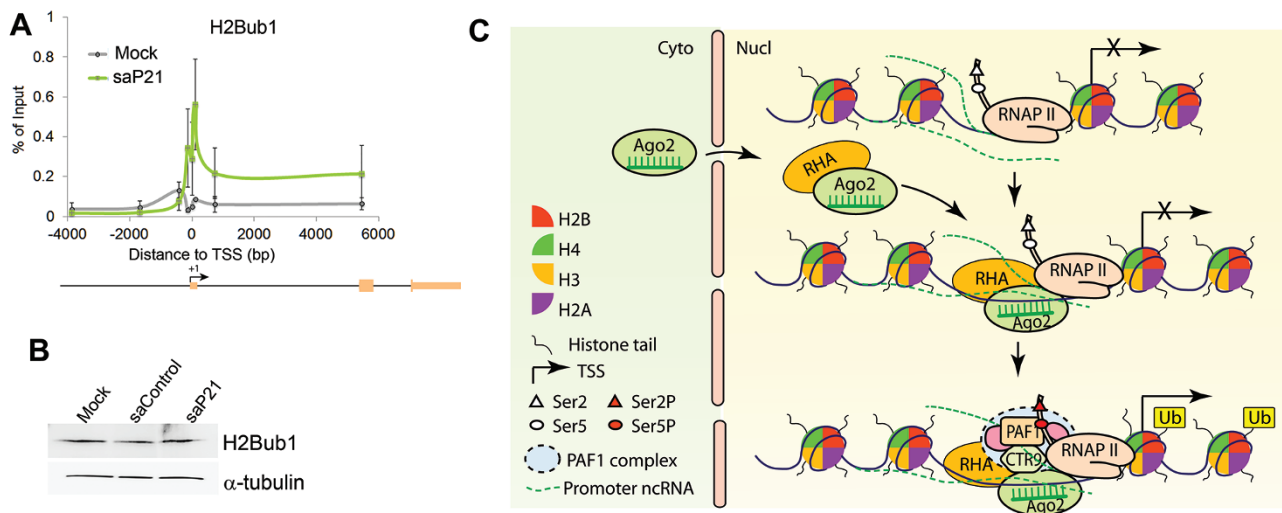 A
H2Bub1
Mock
saP21
% of Input
1
0.8
0.6
0.4
0.2
0
-4000
-2000
0
2000
4000
6000
Distance to TSS (bp)
+1
B
Mock
saControl
saP21
H2Bub1
α-tubulin
C
Cyto
Nucl
Ago2
RHA
Ago2
RNAP II
X
H2B
H4
H3
H2A
Histone tail
TSS
Ser2
Ser2P
Ser5
Ser5P
PAF1 complex
Promoter ncRNA
RHA
Ago2
RNAP II
X
PAF1
CTR9
RHA
Ago2
RNAP II
Ub
Ub